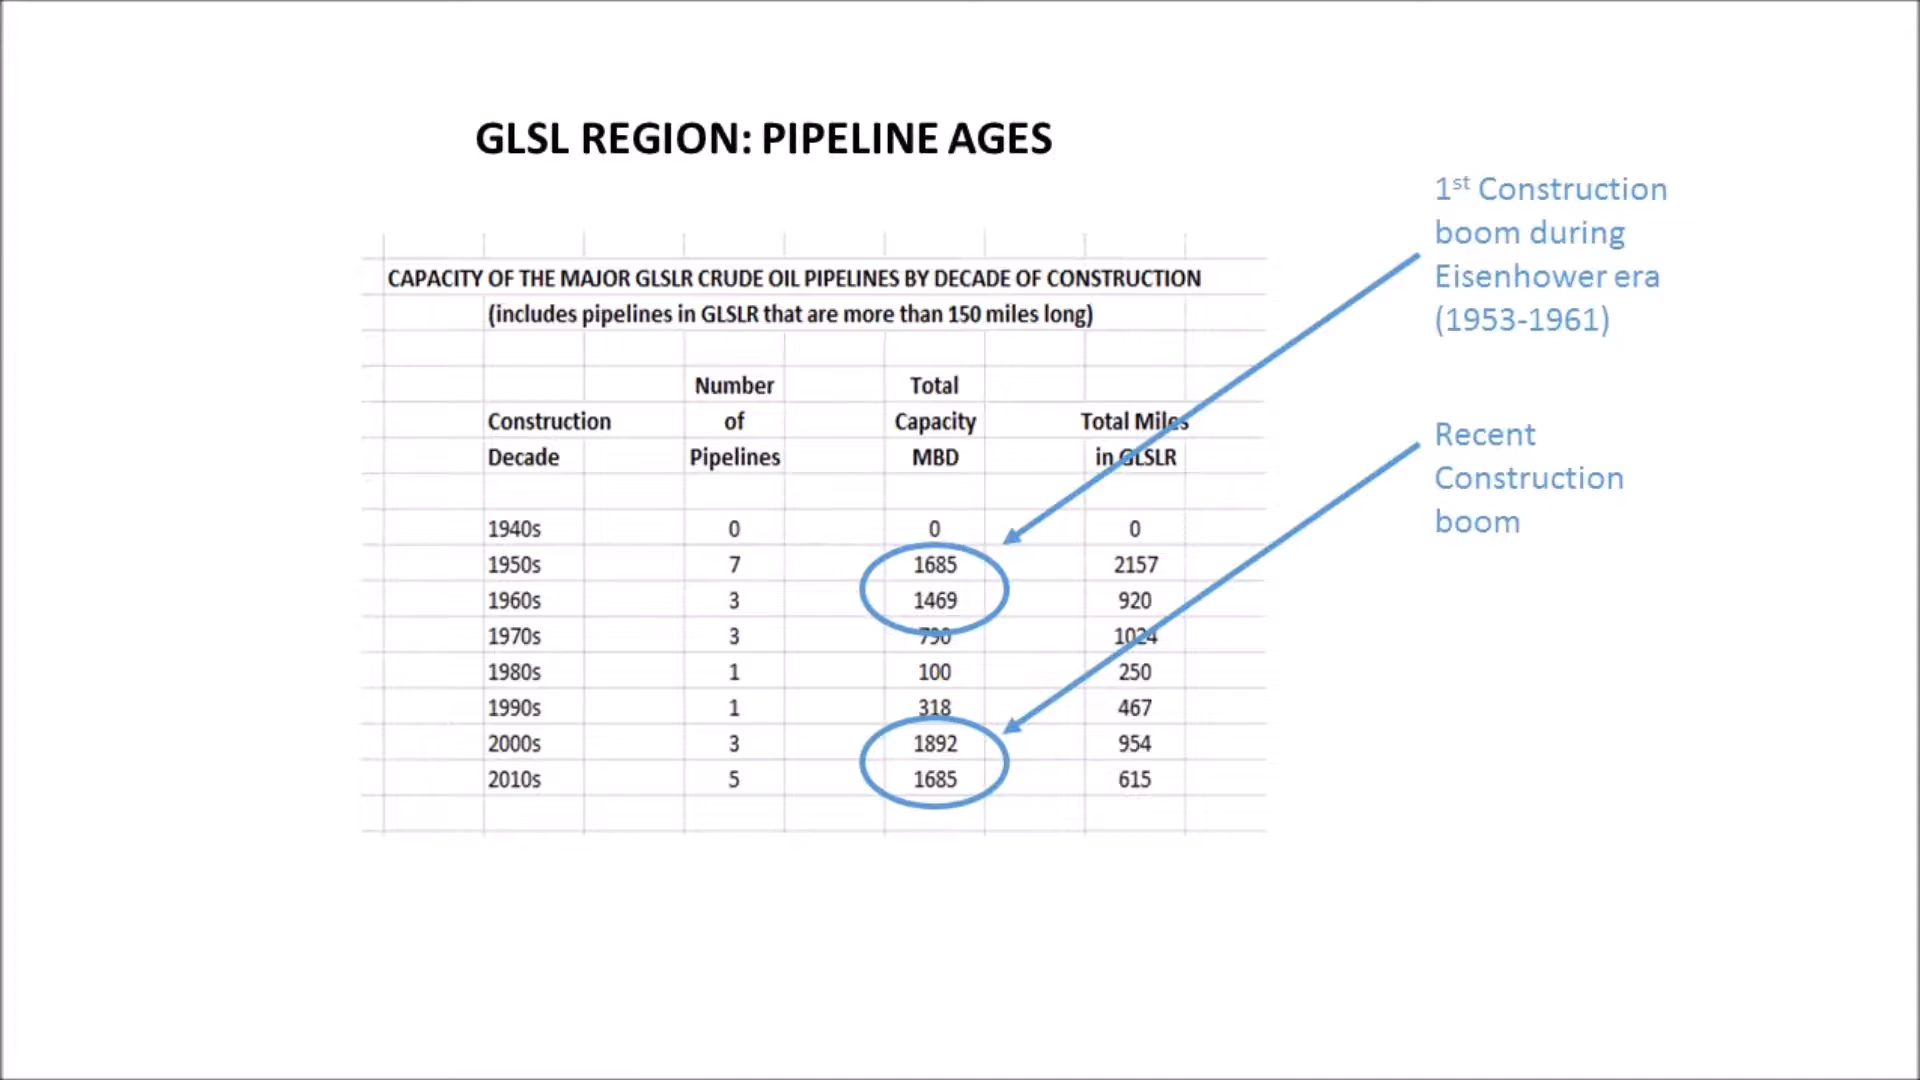 GLSL REGION: PIPELINE AGES
CAPACITY OF THE MAJOR GLSLR CRUDE OIL PIPELINES BY DECADE OF CONSTRUCTION
(includes pipelines in GLSLR that are more than 150 miles long)
Number Total
Construction of Capacity Total Miles
Decade Pipelines MBD in GLSLR
1940s 0 0 0
1950s 7 1685 2157
1960s 3 1469 920
1970s 3 790 1024
1980s 1 100 250
1990s 1 318 467
2000s 3 1892 954
2010s 5 1685 615
1st Construction
boom during
Eisenhower era
(1953-1961)
Recent
Construction
boom